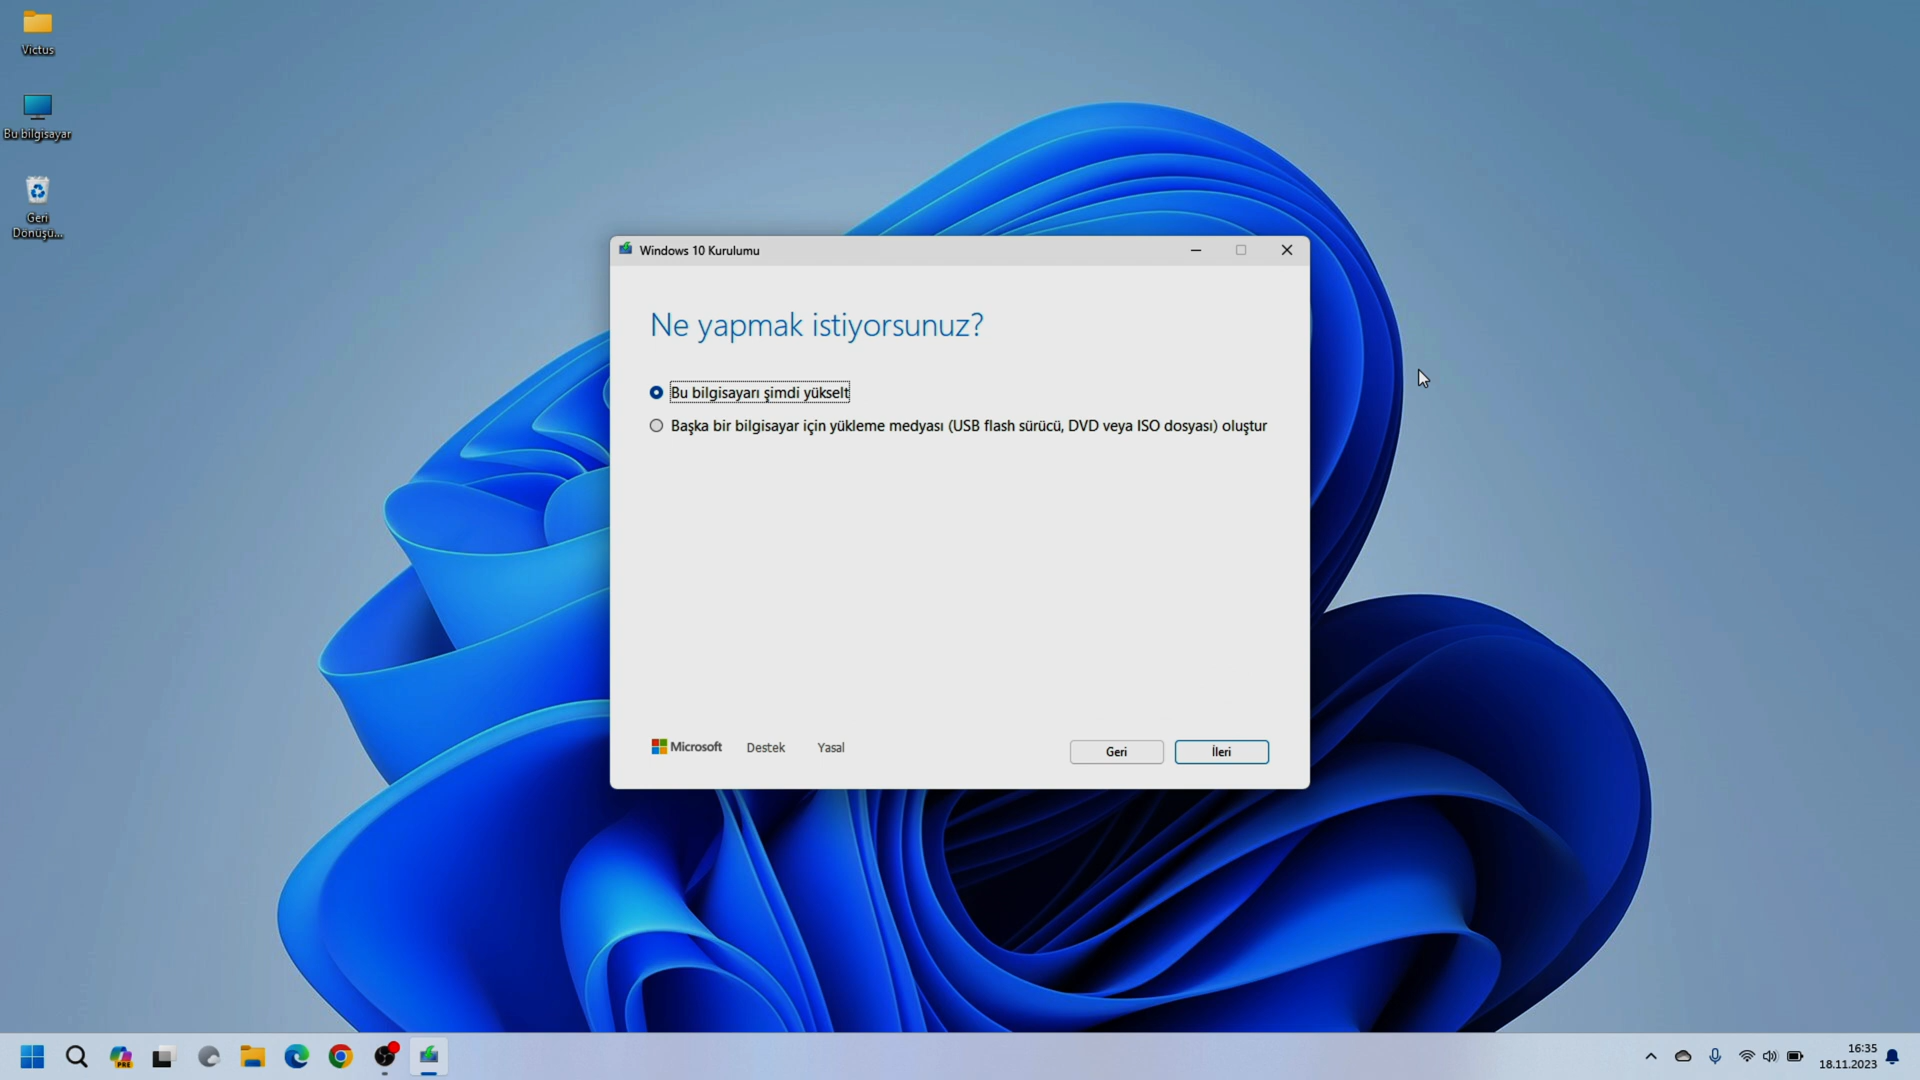 Victus
Bu bilgisayar
Geri
Dönüşü...
Windows 10 Kurulumu
Ne yapmak istiyorsunuz?
Bu bilgisayarı şimdi yükselt
Başka bir bilgisayar için yükleme medyası (USB flash sürücü, DVD veya ISO dosyası) oluştur
Microsoft Destek Yasal Geri İleri
PRE
16:35
18.11.2023